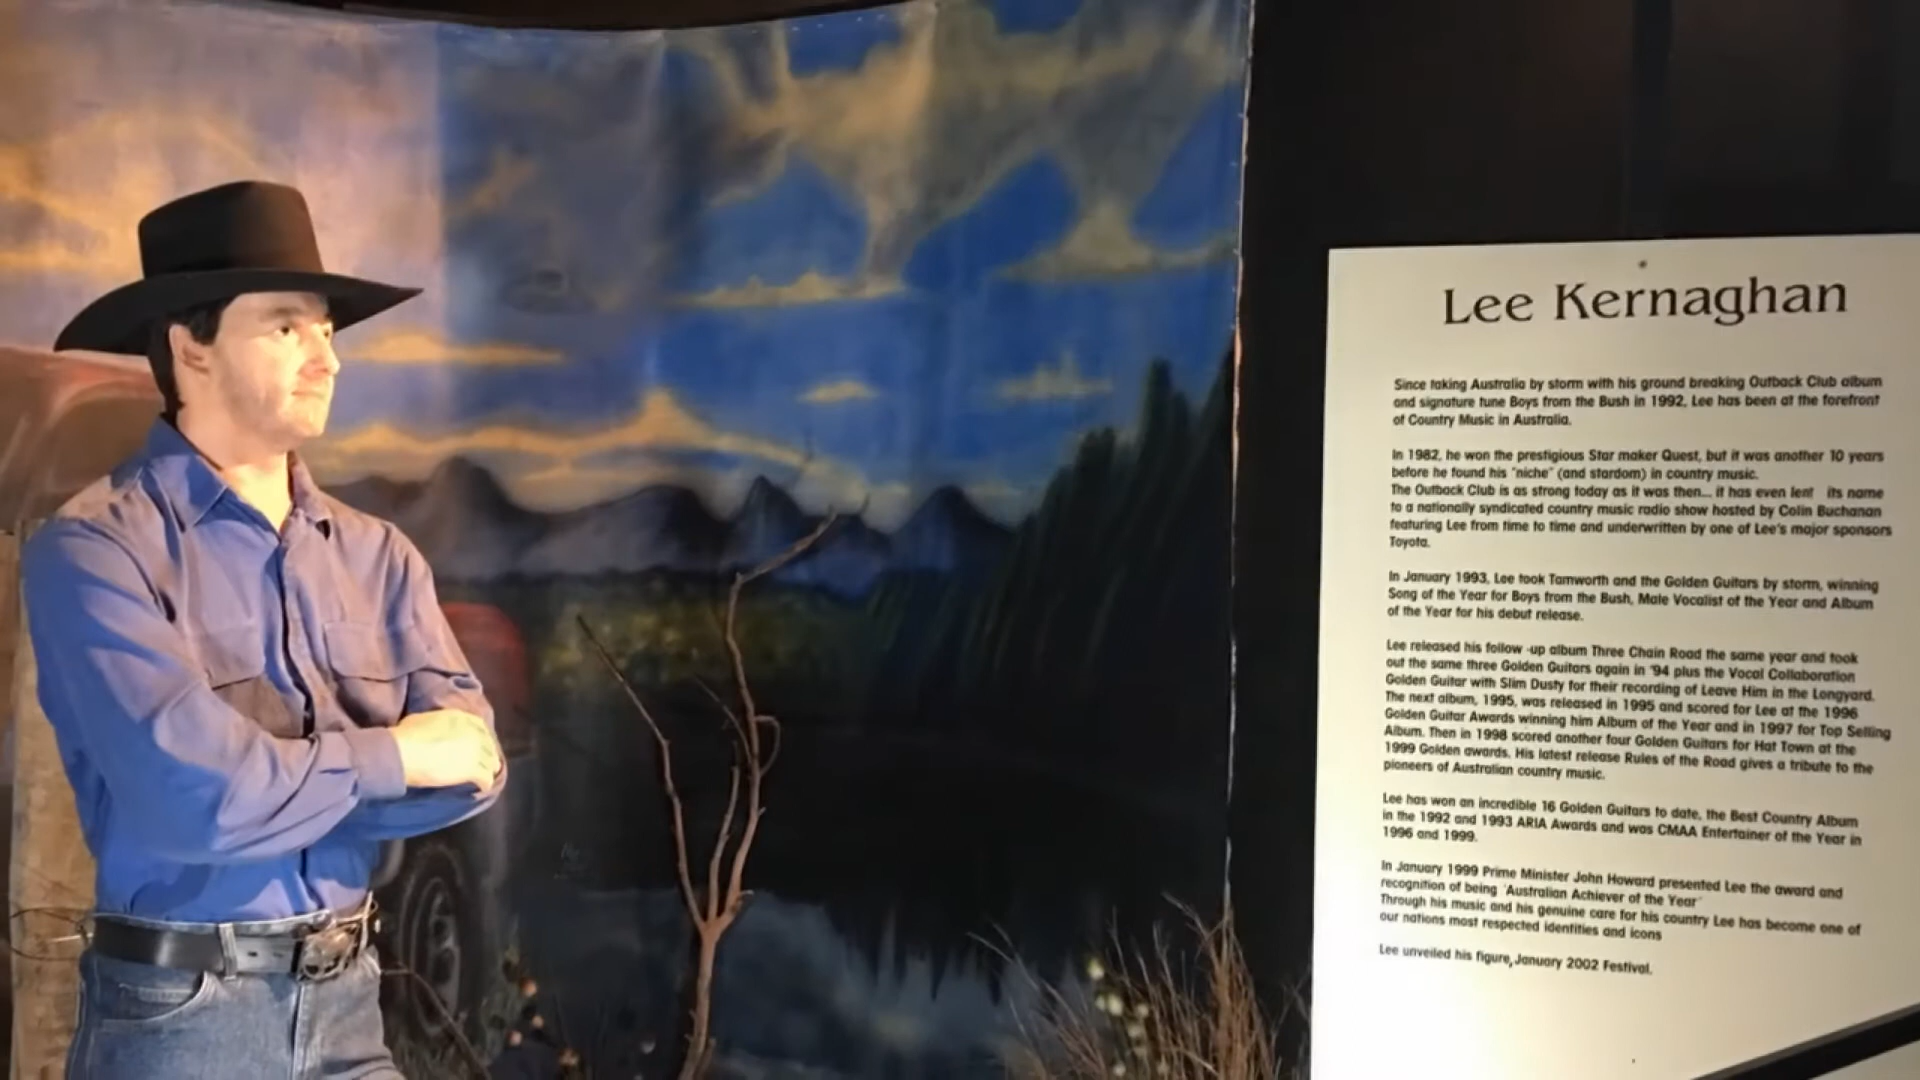 Lee Kernaghan
Since taking Australia by storm with his ground breaking Outback Club album
and signature tune Boys from the Bush in 1992, Lee has been at the forefront
of Country Music in Australia.
In 1982, he won the prestigious Star maker Quest, but it was another 10 years
before he found his "niche" (and stardom) in country music.
The Outback Club is as strong today as it was then... it has even lent its name
to a nationally syndicated country music radio show hosted by Colin Buchanan
featuring Lee from time to time and underwritten by one of Lee's major sponsors
Toyota.
In January 1993, Lee took Tamworth and the Golden Guitars by storm, winning
Song of the Year for Boys from the Bush, Male Vocalist of the Year and Album
of the Year for his debut release.
Lee released his follow -up album Three Chain Road the same year and took
out the same three Golden Guitars again in '94 plus the Vocal Collaboration
Golden Guitar with Slim Dusty for their recording of Leave Him in the Longyard.
The next album, 1995, was released in 1995 and scored for Lee at the 1996
Golden Guitar Awards winning him Album of the Year and in 1997 for Top Selling
Album. Then in 1998 scored another four Golden Guitars for Hat Town at the
1999 Golden awards. His latest release Rules of the Road gives a tribute to the
pioneers of Australian country music.
Lee has won an incredible 16 Golden Guitars to date, the Best Country Album
in the 1992 and 1993 ARIA Awards and was CMAA Entertainer of the Year in
1996 and 1999.
In January 1999 Prime Minister John Howard presented Lee the award and
recognition of being 'Australian Achiever of the Year'
Through his music and his genuine care for his country Lee has become one of
our nations most respected identities and icons
Lee unveiled his figure, January 2002 Festival.